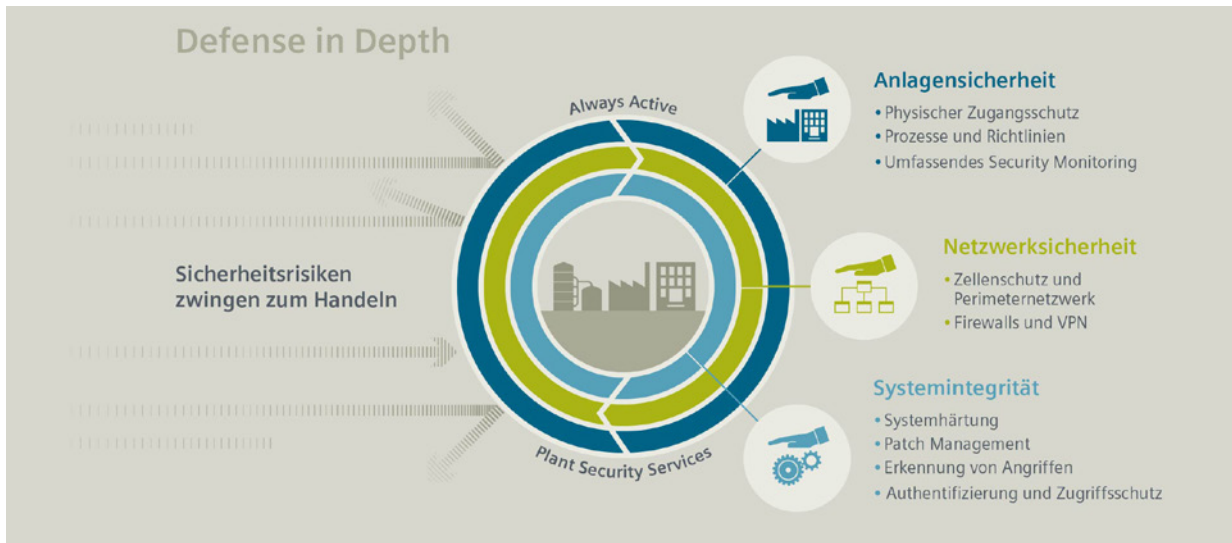 Defense in Depth
Always Active
Anlagensicherheit
• Physischer Zugangsschutz
• Prozesse und Richtlinien
• Umfassendes Security Monitoring
Netzwerksicherheit
• Zellenschutz und
Perimeternetzwerk
• Firewalls und VPN
Sicherheitsrisiken
zwingen zum Handeln
Systemintegrität
• Systemhärtung
• Patch Management
• Erkennung von Angriffen
• Authentifizierung und Zugriffsschutz
Plant Security Services